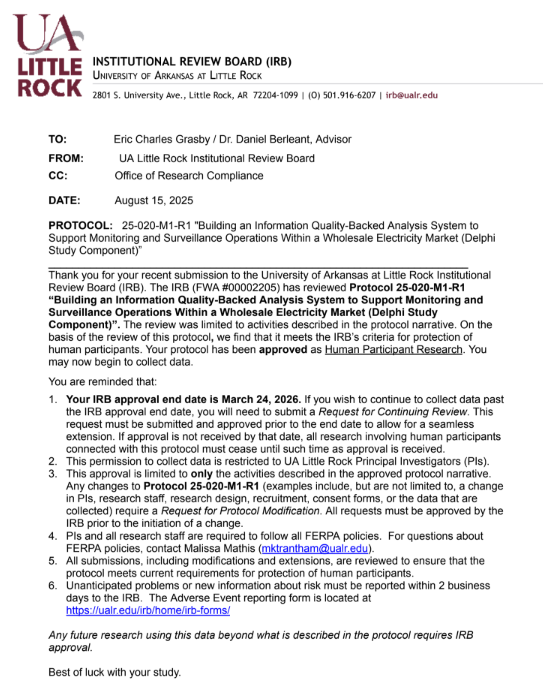 UA
LITTLE
ROCK
INSTITUTIONAL REVIEW BOARD (IRB)
UNIVERSITY OF ARKANSAS AT LITTLE ROCK
2801 S. University Ave., Little Rock, AR 72204-1099 | (O) 501.916-6207 | irb@ualr.edu
TO: Eric Charles Grasby / Dr. Daniel Berleant, Advisor
FROM: UA Little Rock Institutional Review Board
CC: Office of Research Compliance
DATE: August 15, 2025
PROTOCOL: 25-020-M1-R1 "Building an Information Quality-Backed Analysis System to
Support Monitoring and Surveillance Operations Within a Wholesale Electricity Market (Delphi
Study Component)"
Thank you for your recent submission to the University of Arkansas at Little Rock Institutional
Review Board (IRB). The IRB (FWA #00002205) has reviewed Protocol 25-020-M1-R1
“Building an Information Quality-Backed Analysis System to Support Monitoring and
Surveillance Operations Within a Wholesale Electricity Market (Delphi Study
Component)”. The review was limited to activities described in the protocol narrative. On the
basis of the review of this protocol, we find that it meets the IRB’s criteria for protection of
human participants. Your protocol has been approved as Human Participant Research. You
may now begin to collect data.
You are reminded that:
1. Your IRB approval end date is March 24, 2026. If you wish to continue to collect data past
the IRB approval end date, you will need to submit a Request for Continuing Review. This
request must be submitted and approved prior to the end date to allow for a seamless
extension. If approval is not received by that date, all research involving human participants
connected with this protocol must cease until such time as approval is received.
2. This permission to collect data is restricted to UA Little Rock Principal Investigators (PIs).
3. This approval is limited to only the activities described in the approved protocol narrative.
Any changes to Protocol 25-020-M1-R1 (examples include, but are not limited to, a change
in PIs, research staff, research design, recruitment, consent forms, or the data that are
collected) require a Request for Protocol Modification. All requests must be approved by the
IRB prior to the initiation of a change.
4. PIs and all research staff are required to follow all FERPA policies. For questions about
FERPA policies, contact Malissa Mathis (mktrantham@ualr.edu).
5. All submissions, including modifications and extensions, are reviewed to ensure that the
protocol meets current requirements for protection of human participants.
6. Unanticipated problems or new information about risk must be reported within 2 business
days to the IRB. The Adverse Event reporting form is located at
https://ualr.edu/irb/home/irb-forms/
Any future research using this data beyond what is described in the protocol requires IRB
approval.
Best of luck with your study.